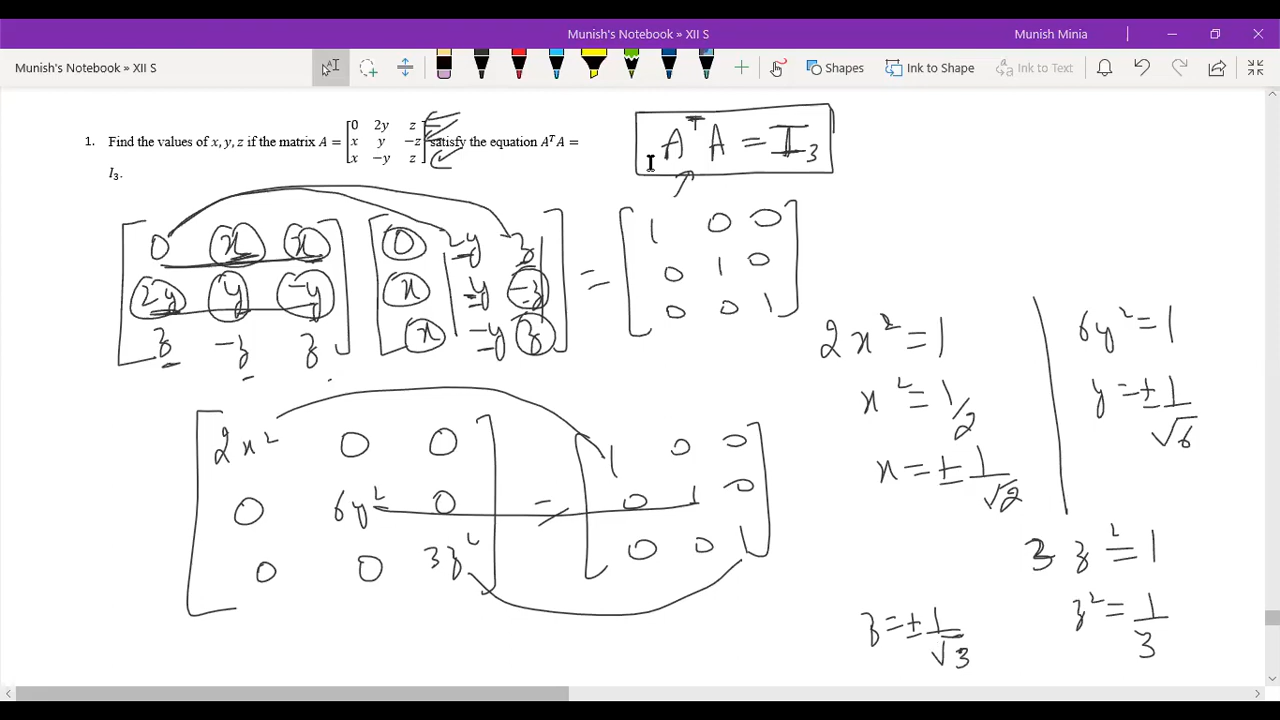 Munish's Notebook » XII S
Munish Minia
Munish's Notebook » XII S
Shapes
Ink to Shape
Ink to Text
1. Find the values of x, y, z if the matrix A = [0 2y z; x y −z; x −y z] satisfy the equation AᵀA =
I₃.
AᵀA = I₃
[0 x x; 2y y −y; z −z z] [0 2y z; x y −z; x −y z] = [1 0 0; 0 1 0; 0 0 1]
[2x² 0 0; 0 6y² 0; 0 0 3z²] = [1 0 0; 0 1 0; 0 0 1]
2x² = 1
x² = 1/2
x = ± 1/√2
6y² = 1
y = ± 1/√6
3z² = 1
z² = 1/3
z = ± 1/√3